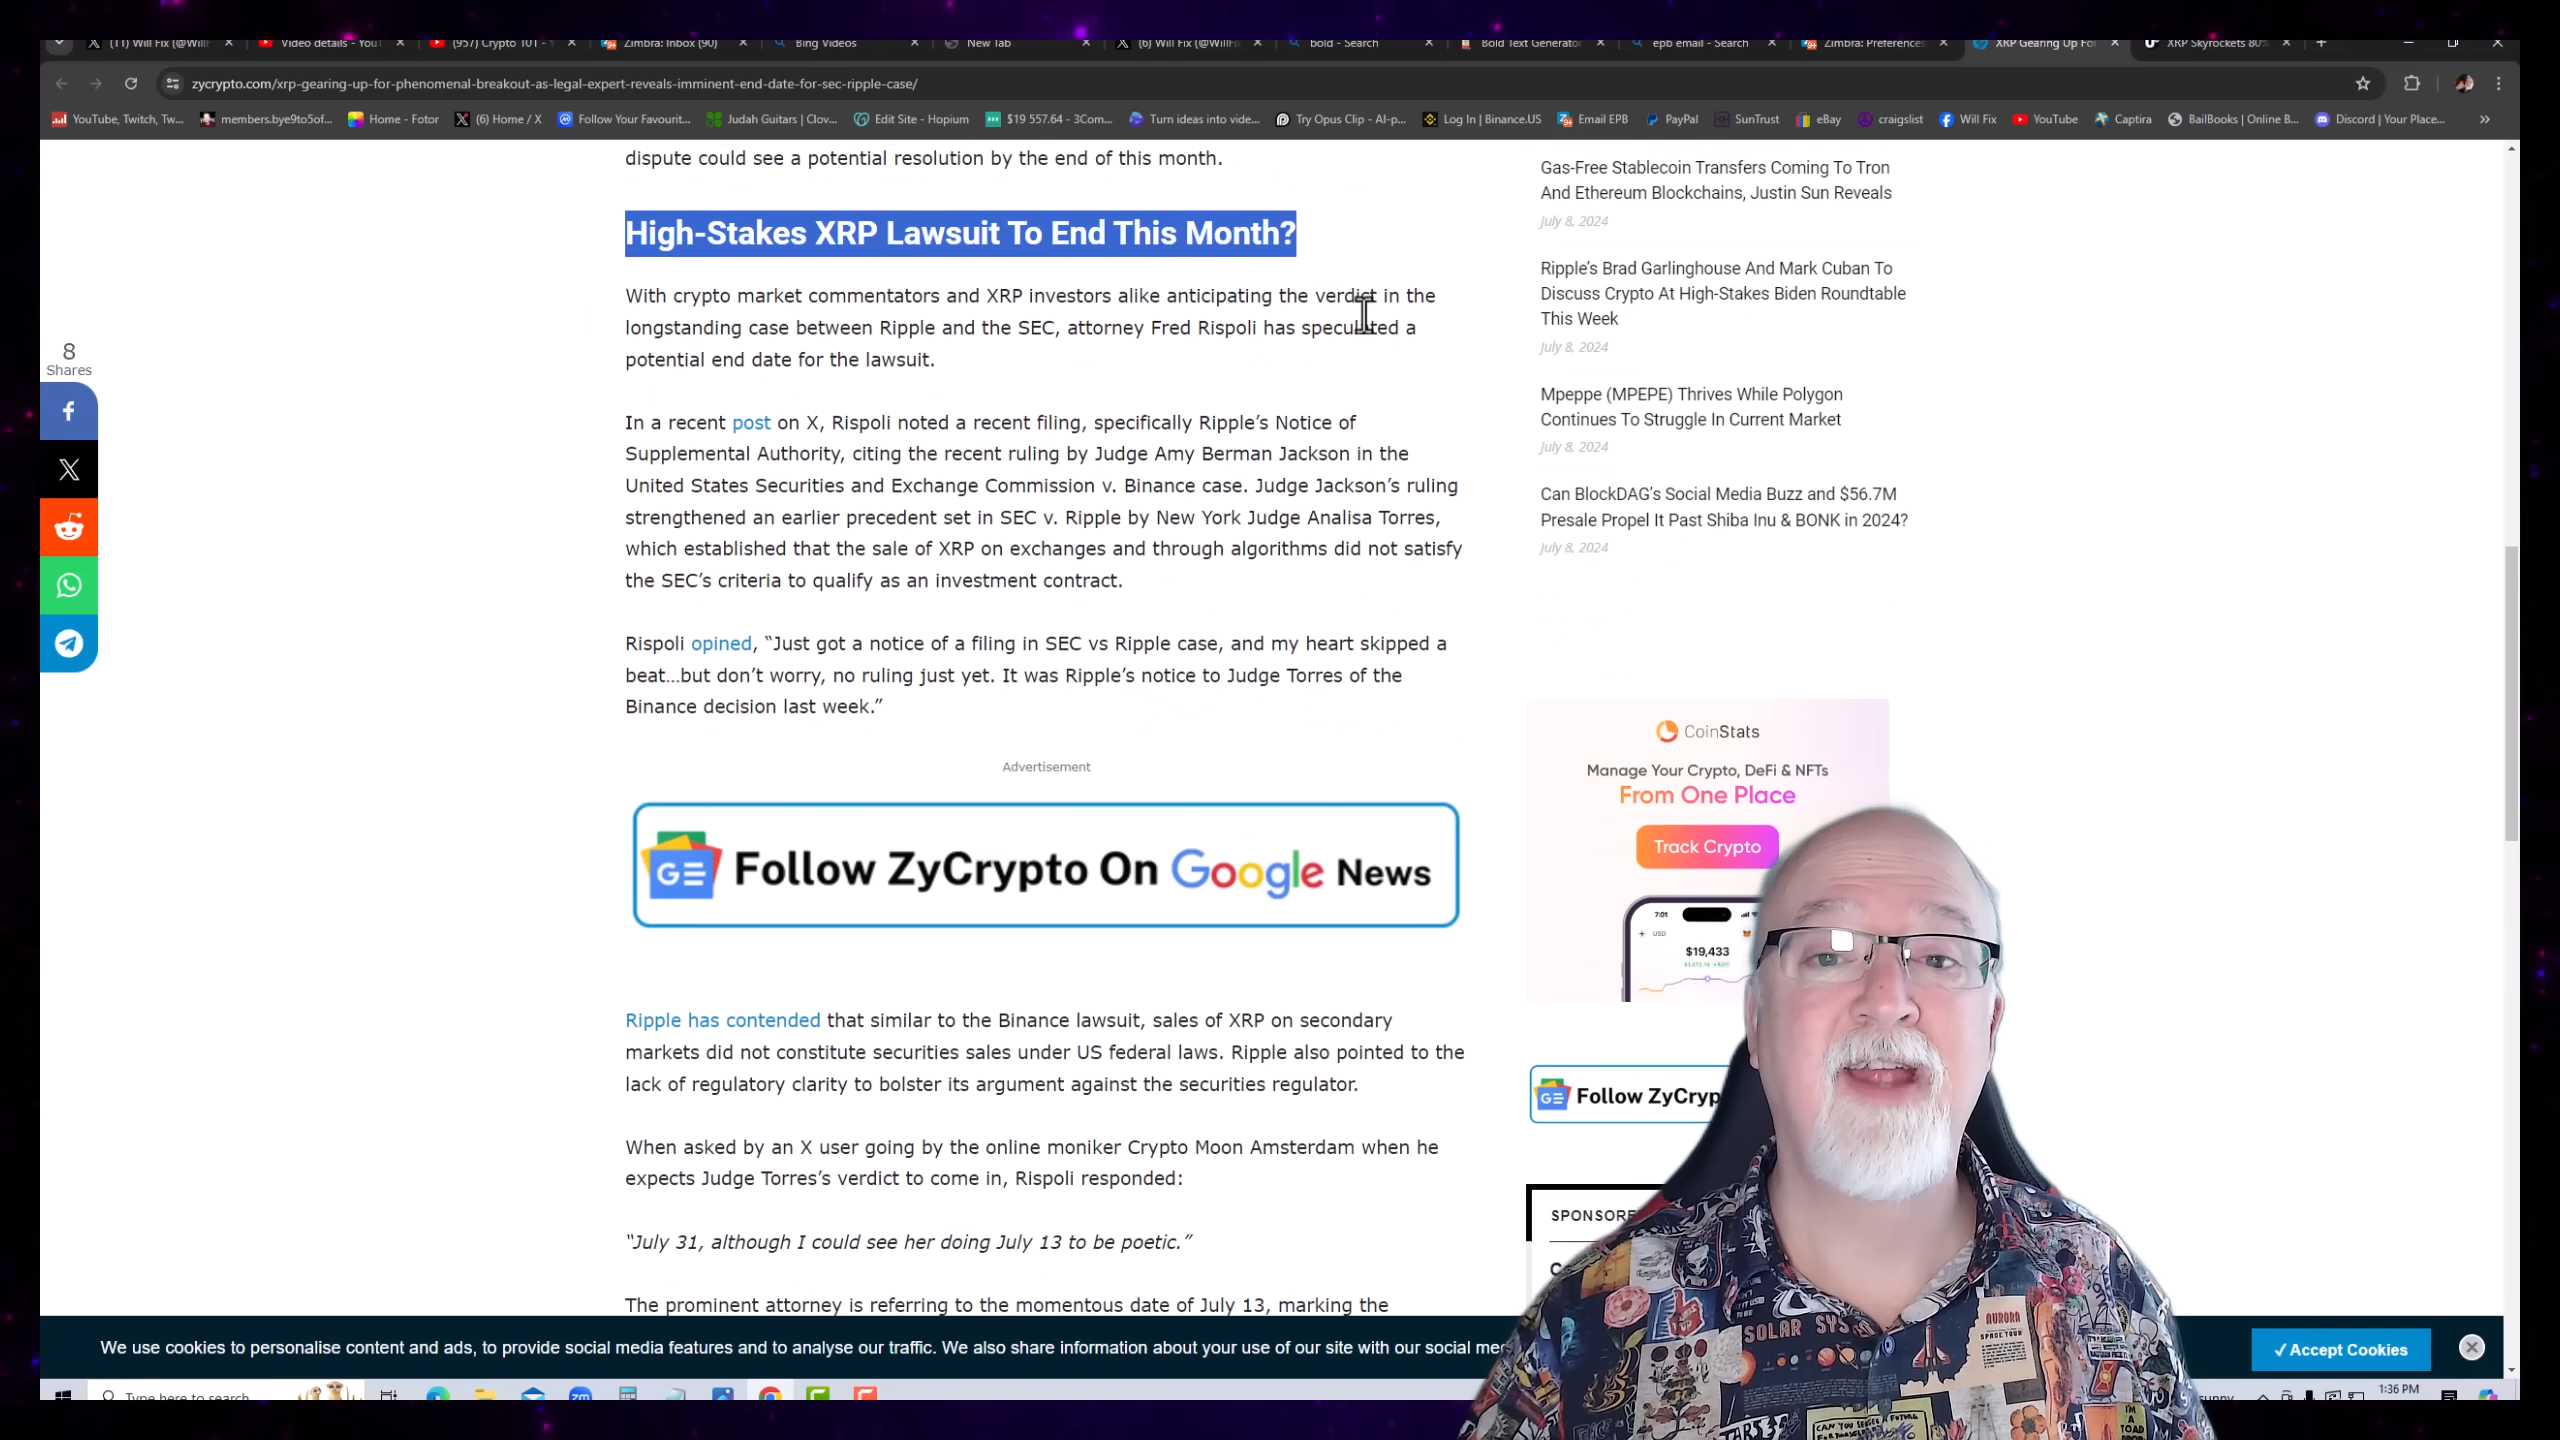 (11) Will Fix (@Will
Video details - YouT
(957) Crypto 101 - Y
Zimbra: Inbox (90)
Bing Videos
New Tab
(6) Will Fix (@WillFi
bold - Search
Bold Text Generator
epb email - Search
Zimbra: Preferences
XRP Gearing Up For
XRP Skyrockets 80%
zycrypto.com/xrp-gearing-up-for-phenomenal-breakout-as-legal-expert-reveals-imminent-end-date-for-sec-ripple-case/
YouTube, Twitch, Tw...
members.bye9to5of...
Home - Fotor
(6) Home / X
Follow Your Favourit...
Judah Guitars | Clov...
Edit Site - Hopium
$19 557.64 - 3Com...
Turn ideas into vide...
Try Opus Clip - AI-p...
Log In | Binance.US
Email EPB
PayPal
SunTrust
eBay
craigslist
Will Fix
YouTube
Captira
BailBooks | Online B...
Discord | Your Place...
dispute could see a potential resolution by the end of this month.
High-Stakes XRP Lawsuit To End This Month?
With crypto market commentators and XRP investors alike anticipating the verdict in the
longstanding case between Ripple and the SEC, attorney Fred Rispoli has speculated a
potential end date for the lawsuit.
In a recent post on X, Rispoli noted a recent filing, specifically Ripple’s Notice of
Supplemental Authority, citing the recent ruling by Judge Amy Berman Jackson in the
United States Securities and Exchange Commission v. Binance case. Judge Jackson’s ruling
strengthened an earlier precedent set in SEC v. Ripple by New York Judge Analisa Torres,
which established that the sale of XRP on exchanges and through algorithms did not satisfy
the SEC’s criteria to qualify as an investment contract.
Rispoli opined, “Just got a notice of a filing in SEC vs Ripple case, and my heart skipped a
beat…but don’t worry, no ruling just yet. It was Ripple’s notice to Judge Torres of the
Binance decision last week.”
Advertisement
GE Follow ZyCrypto On Google News
Ripple has contended that similar to the Binance lawsuit, sales of XRP on secondary
markets did not constitute securities sales under US federal laws. Ripple also pointed to the
lack of regulatory clarity to bolster its argument against the securities regulator.
When asked by an X user going by the online moniker Crypto Moon Amsterdam when he
expects Judge Torres’s verdict to come in, Rispoli responded:
“July 31, although I could see her doing July 13 to be poetic.”
The prominent attorney is referring to the momentous date of July 13, marking the
8
Shares
Gas-Free Stablecoin Transfers Coming To Tron
And Ethereum Blockchains, Justin Sun Reveals
July 8, 2024
Ripple’s Brad Garlinghouse And Mark Cuban To
Discuss Crypto At High-Stakes Biden Roundtable
This Week
July 8, 2024
Mpeppe (MPEPE) Thrives While Polygon
Continues To Struggle In Current Market
July 8, 2024
Can BlockDAG’s Social Media Buzz and $56.7M
Presale Propel It Past Shiba Inu & BONK in 2024?
July 8, 2024
CoinStats
Manage Your Crypto, DeFi & NFTs
From One Place
Track Crypto
7:01
USD
$19,433
GE Follow ZyCryp
SPONSORE
We use cookies to personalise content and ads, to provide social media features and to analyse our traffic. We also share information about your use of our site with our social me
✓ Accept Cookies
Type here to search
zm
sunny
1:36 PM
SOLAR SYS
AURORA
SPACE TOUR
CAN YOU
I'M
A
TOAD